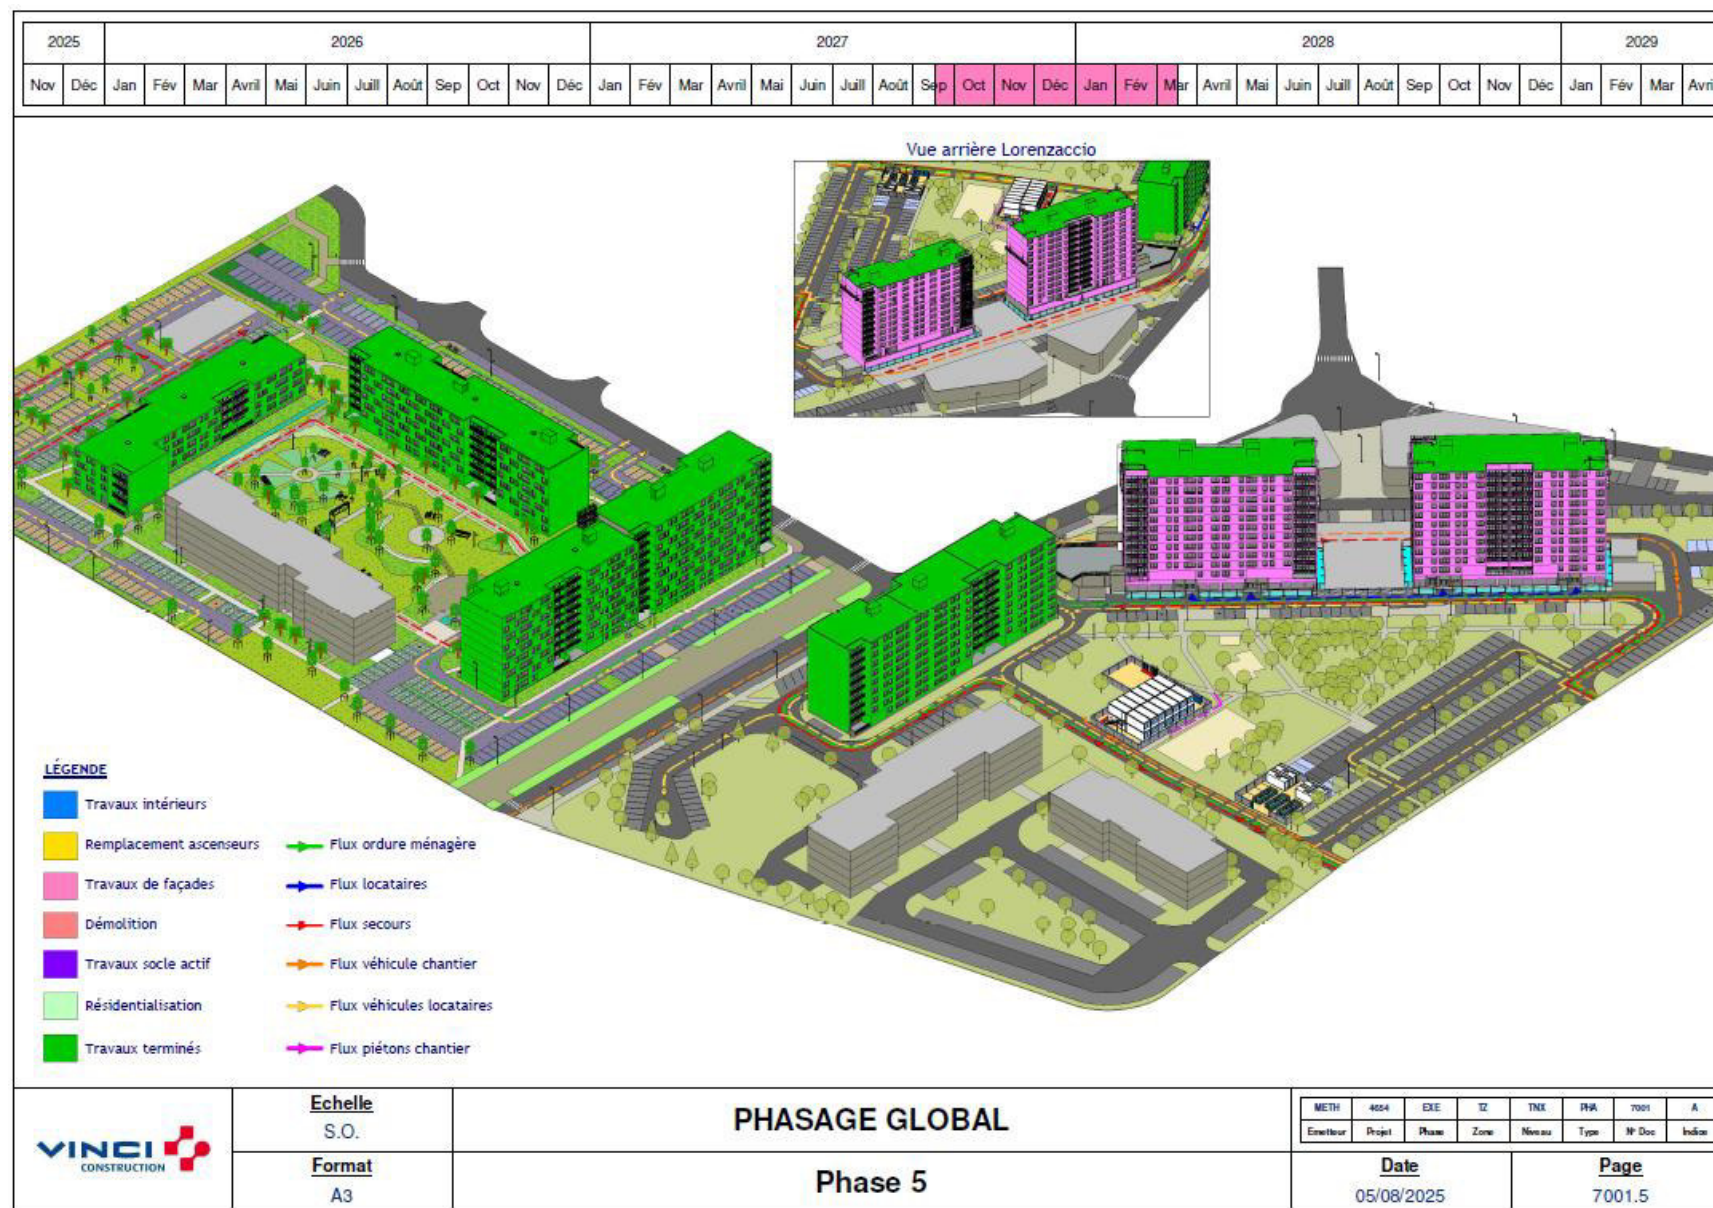 2025 2026 2027 2028 2029
Nov Déc Jan Fév Mar Avril Mai Juin Juill Août Sep Oct Nov Déc Jan Fév Mar Avril Mai Juin Juill Août Sep Oct Nov Déc Jan Fév Mar Avril Mai Juin Juill Août Sep Oct Nov Déc Jan Fév Mar Avril
Vue arrière Lorenzaccio
LÉGENDE
Travaux intérieurs
Remplacement ascenseurs
Travaux de façades
Démolition
Travaux socle actif
Résidentialisation
Travaux terminés
Flux ordure ménagère
Flux locataires
Flux secours
Flux véhicule chantier
Flux véhicules locataires
Flux piétons chantier
VINCI
CONSTRUCTION
Echelle
S.O.
Format
A3
PHASAGE GLOBAL
Phase 5
METH 4654 EXE TZ TNX PHA 7001 A
Emetteur Projet Phase Zone Niveau Type N° Doc Indice
Date
05/08/2025
Page
7001.5